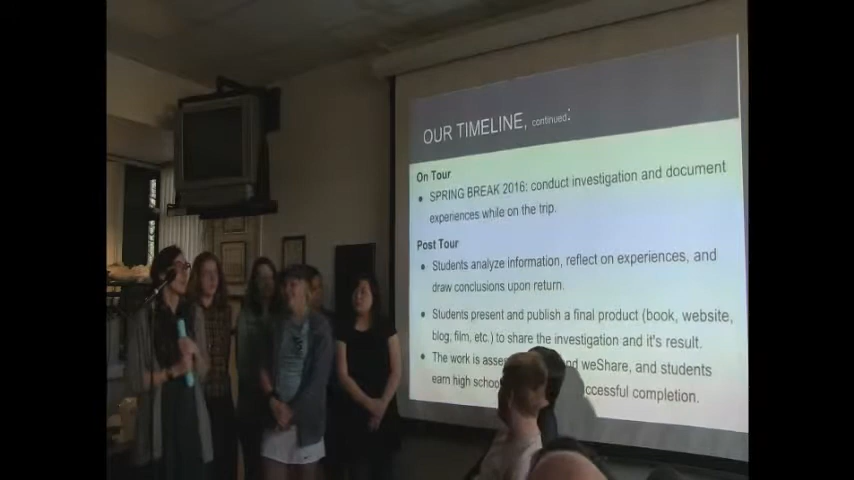 OUR TIMELINE, continued:
On Tour
• SPRING BREAK 2016: conduct investigation and document
experiences while on the trip.
Post Tour
• Students analyze information, reflect on experiences, and
draw conclusions upon return.
• Students present and publish a final product (book, website,
blog, film, etc.) to share the investigation and it's result.
• The work is weShare, and students
earn high completion.